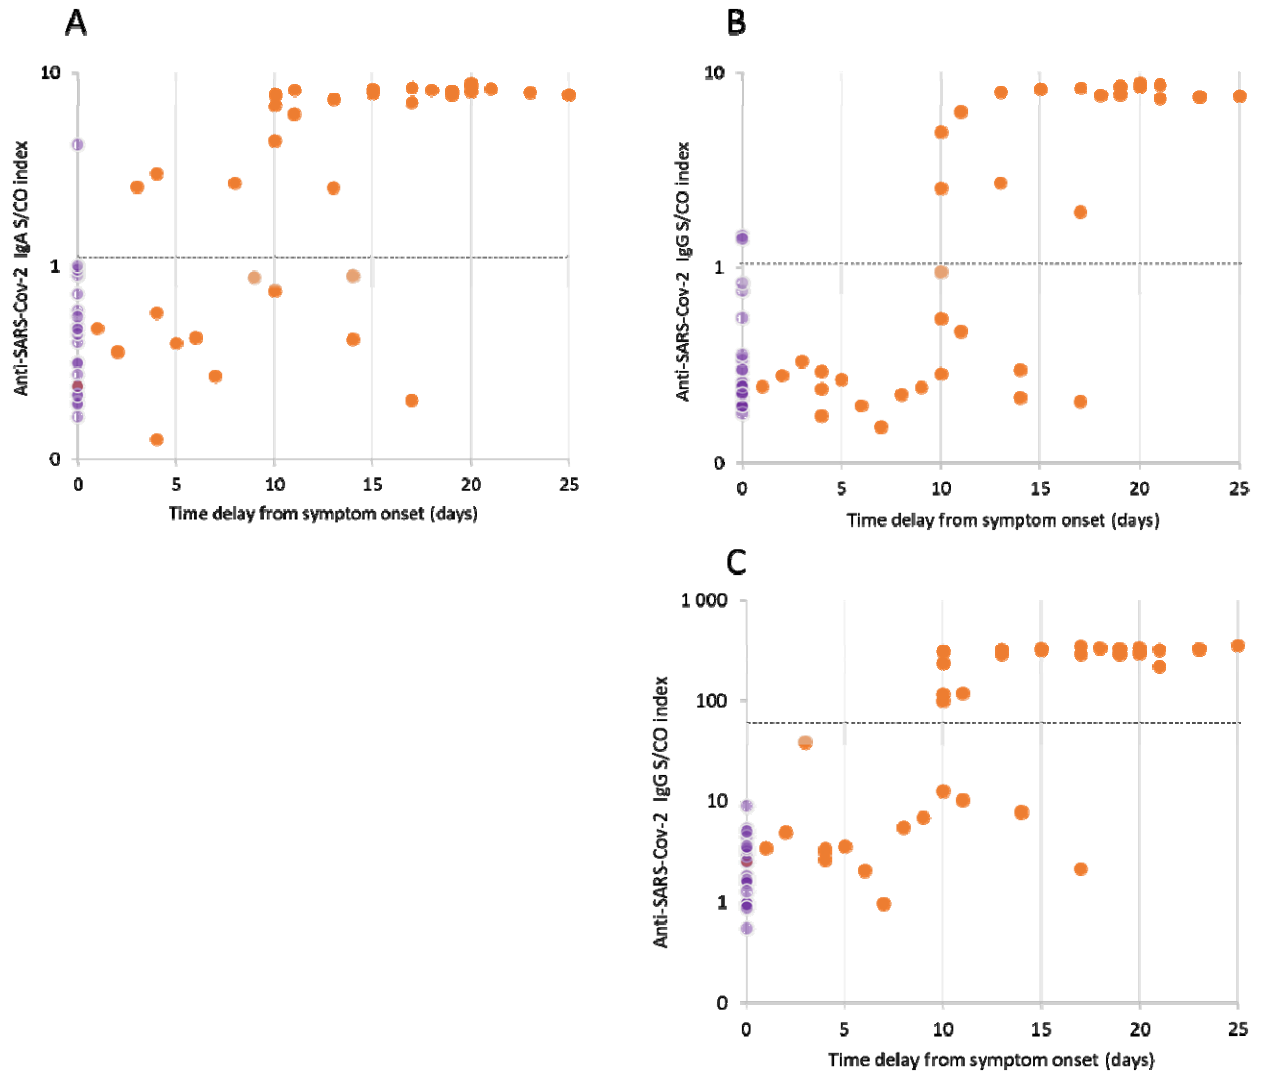 A
10
1
0
Anti-SARS-Cov-2 IgA S/CO index
0 5 10 15 20 25
Time delay from symptom onset (days)
B
10
1
0
Anti-SARS-Cov-2 IgG S/CO index
0 5 10 15 20 25
Time delay from symptom onset (days)
C
1 000
100
10
1
0
Anti-SARS-Cov-2 IgG S/CO index
0 5 10 15 20 25
Time delay from symptom onset (days)